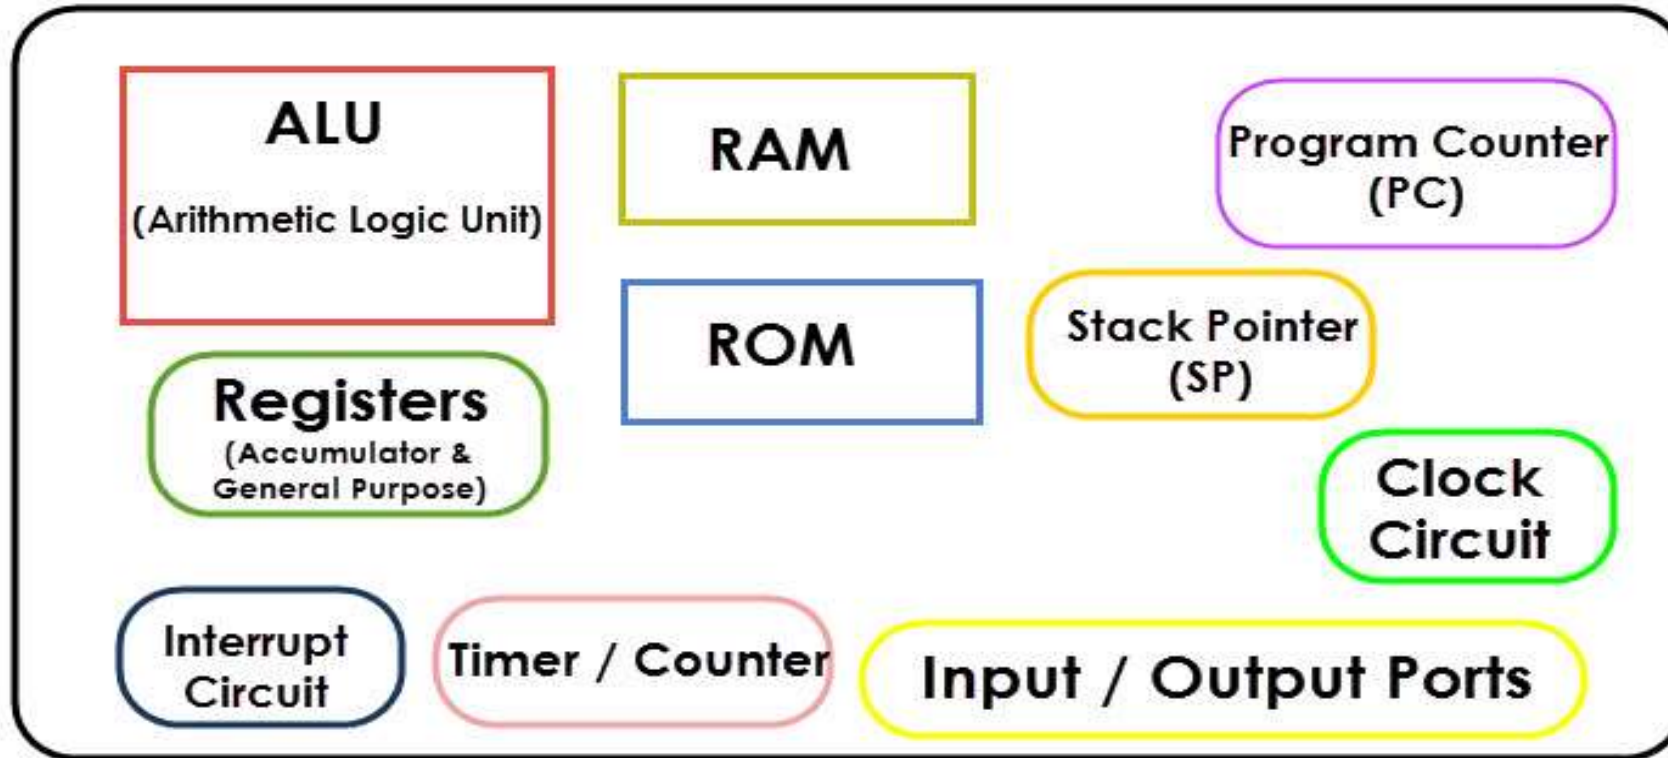 ALU
(Arithmetic Logic Unit)
RAM
Program Counter
(PC)
ROM
Stack Pointer
(SP)
Registers
(Accumulator &
General Purpose)
Clock
Circuit
Interrupt
Circuit
Timer / Counter
Input / Output Ports